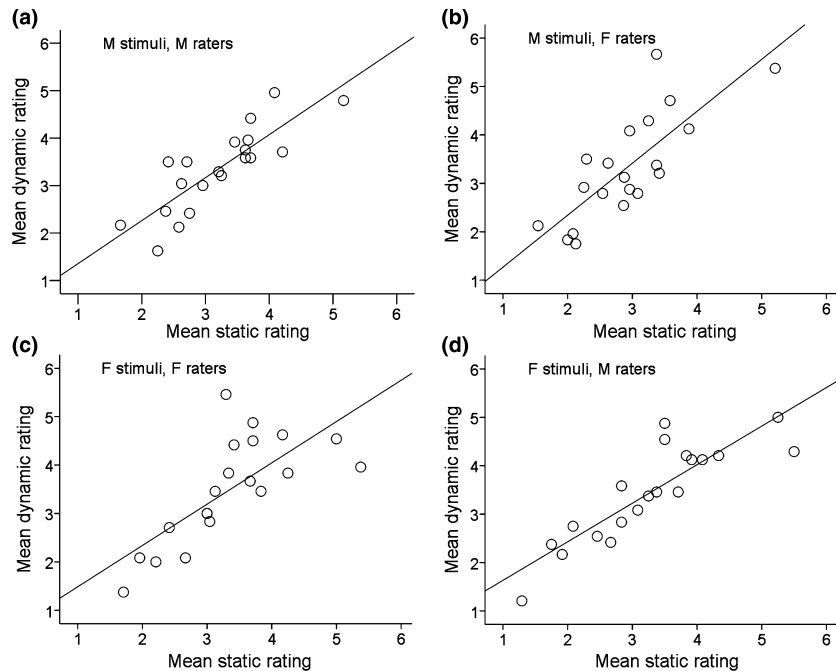 (a)
M stimuli, M raters
Mean dynamic rating
6
5
4
3
2
1
1 2 3 4 5 6
Mean static rating
(b)
M stimuli, F raters
Mean dynamic rating
6
5
4
3
2
1
1 2 3 4 5 6
Mean static rating
(c)
F stimuli, F raters
Mean dynamic rating
6
5
4
3
2
1
1 2 3 4 5 6
Mean static rating
(d)
F stimuli, M raters
Mean dynamic rating
6
5
4
3
2
1
1 2 3 4 5 6
Mean static rating